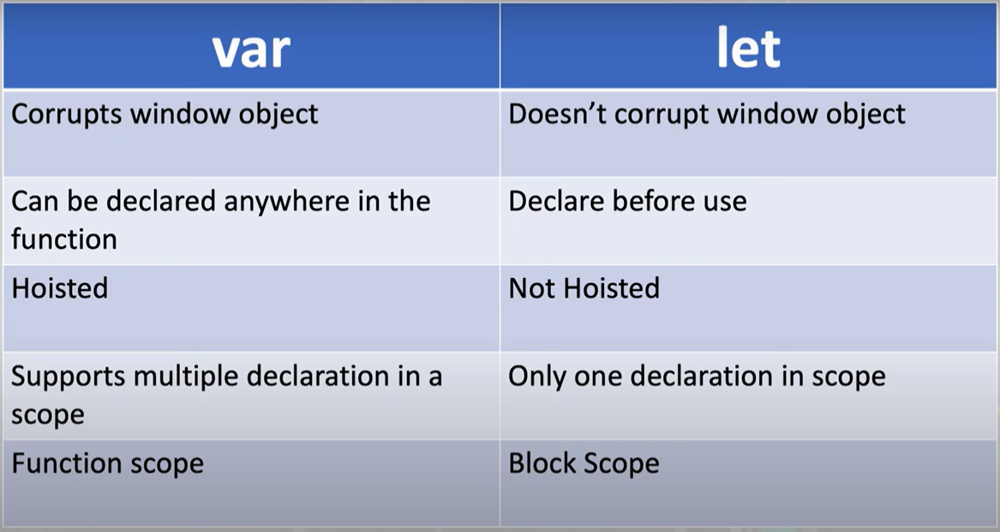 var
let
Corrupts window object
Doesn’t corrupt window object
Can be declared anywhere in the
function
Declare before use
Hoisted
Not Hoisted
Supports multiple declaration in a
scope
Only one declaration in scope
Function scope
Block Scope